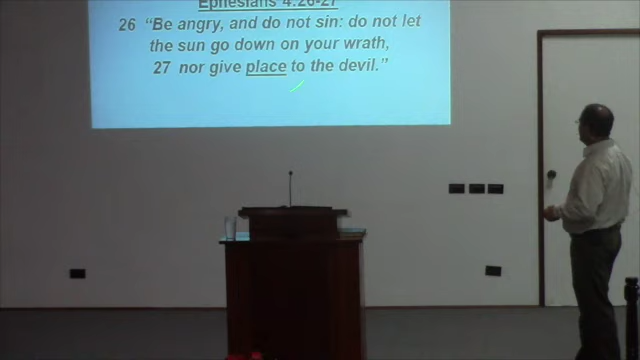 Ephesians 4:26-27
26 “Be angry, and do not sin: do not let
the sun go down on your wrath,
27 nor give place to the devil.”